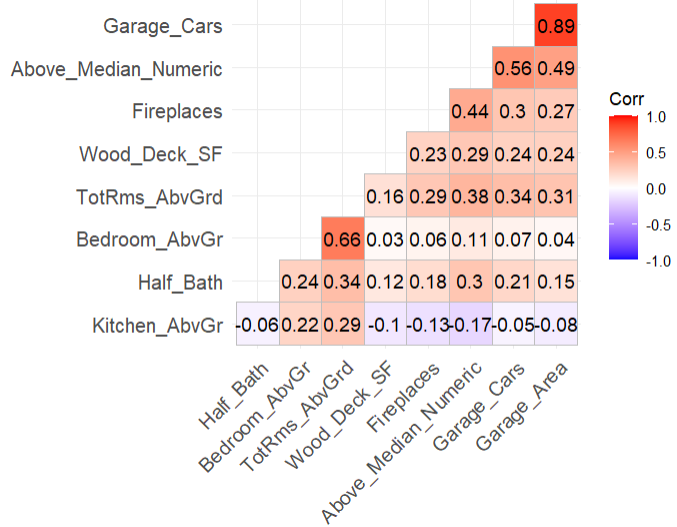 Garage_Cars 0.89
Above_Median_Numeric 0.56 0.49
Fireplaces 0.44 0.3 0.27
Wood_Deck_SF 0.23 0.29 0.24 0.24
TotRms_AbvGrd 0.16 0.29 0.38 0.34 0.31
Bedroom_AbvGr 0.66 0.03 0.06 0.11 0.07 0.04
Half_Bath 0.24 0.34 0.12 0.18 0.3 0.21 0.15
Kitchen_AbvGr -0.06 0.22 0.29 -0.1 -0.13 -0.17 -0.05 -0.08
Half_Bath
Bedroom_AbvGr
TotRms_AbvGrd
Wood_Deck_SF
Fireplaces
Above_Median_Numeric
Garage_Cars
Garage_Area
Corr
1.0
0.5
0.0
-0.5
-1.0